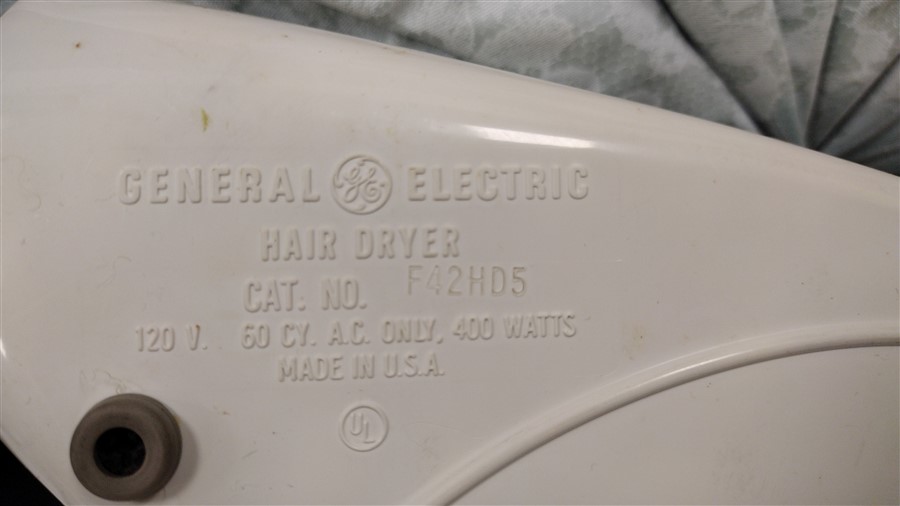 GENERAL GE ELECTRIC
HAIR DRYER
CAT. NO. F42HD5
120 V. 60 CY. A.C. ONLY, 400 WATTS
MADE IN U.S.A.
UL